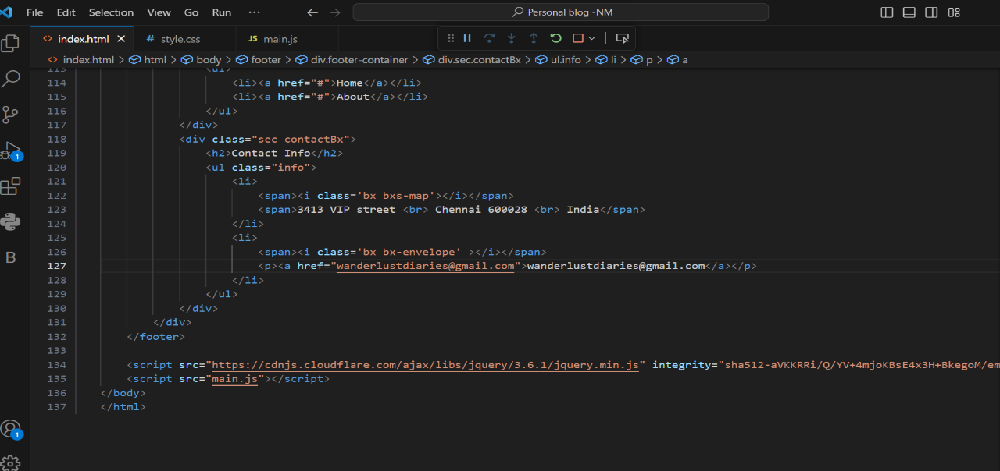 File Edit Selection View Go Run ··· Personal blog -NM
index.html # style.css JS main.js
index.html > html > body > footer > div.footer-container > div.sec.contactBx > ul.info > li > p > a
113 <ul>
114 <li><a href="#">Home</a></li>
115 <li><a href="#">About</a></li>
116 </ul>
117 </div>
118 <div class="sec contactBx">
119 <h2>Contact Info</h2>
120 <ul class="info">
121 <li>
122 <span><i class='bx bxs-map'></i></span>
123 <span>3413 VIP street <br> Chennai 600028 <br> India</span>
124 </li>
125 <li>
126 <span><i class='bx bx-envelope' ></i></span>
127 <p><a href="wanderlustdiaries@gmail.com">wanderlustdiaries@gmail.com</a></p>
128 </li>
129 </ul>
130 </div>
131 </div>
132 </footer>
133
134 <script src="https://cdnjs.cloudflare.com/ajax/libs/jquery/3.6.1/jquery.min.js" integrity="sha512-aVKKRRi/Q/YV+4mjoKBsE4x3H+BkegoM/em
135 <script src="main.js"></script>
136 </body>
137 </html>
1
B
1